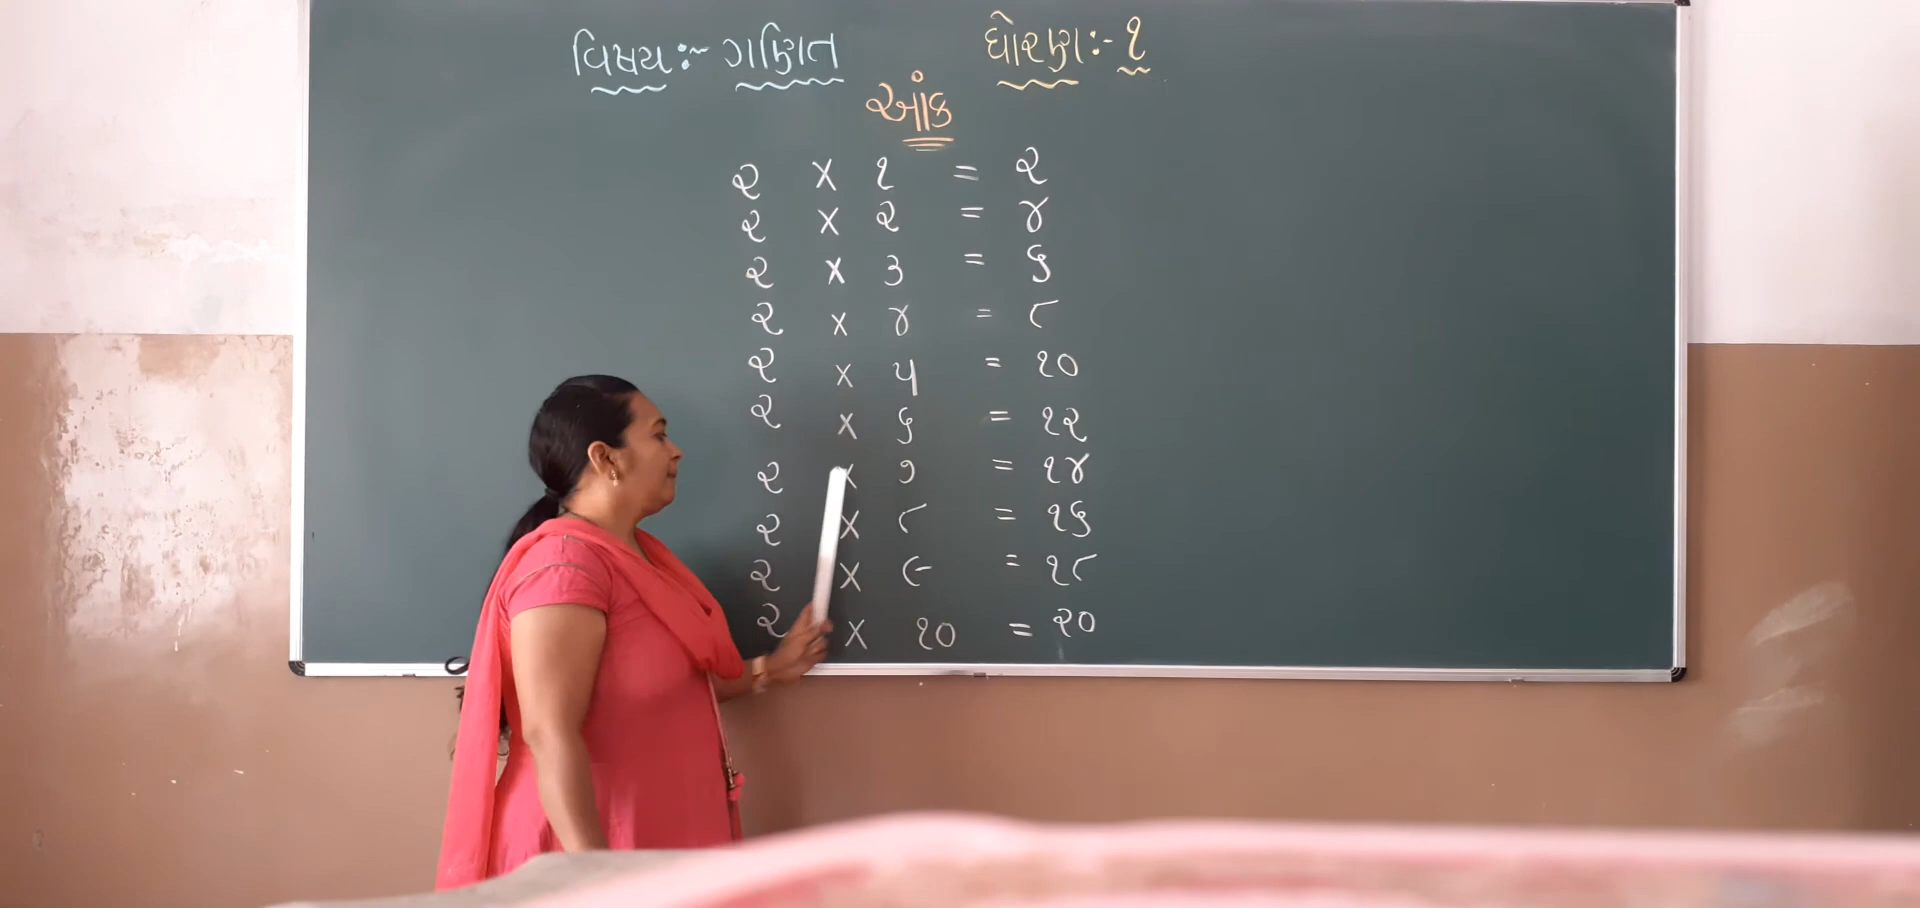 વિષય:- ગણિત ધોરણ:- ૧
આંક
૨ × ૧ = ૨
૨ × ૨ = ૪
૨ × ૩ = ૬
૨ × ૪ = ૮
૨ × ૫ = ૧૦
૨ × ૬ = ૧૨
૨ × ૭ = ૧૪
૨ × ૮ = ૧૬
૨ × ૯ = ૧૮
૨ × ૧૦ = ૨૦